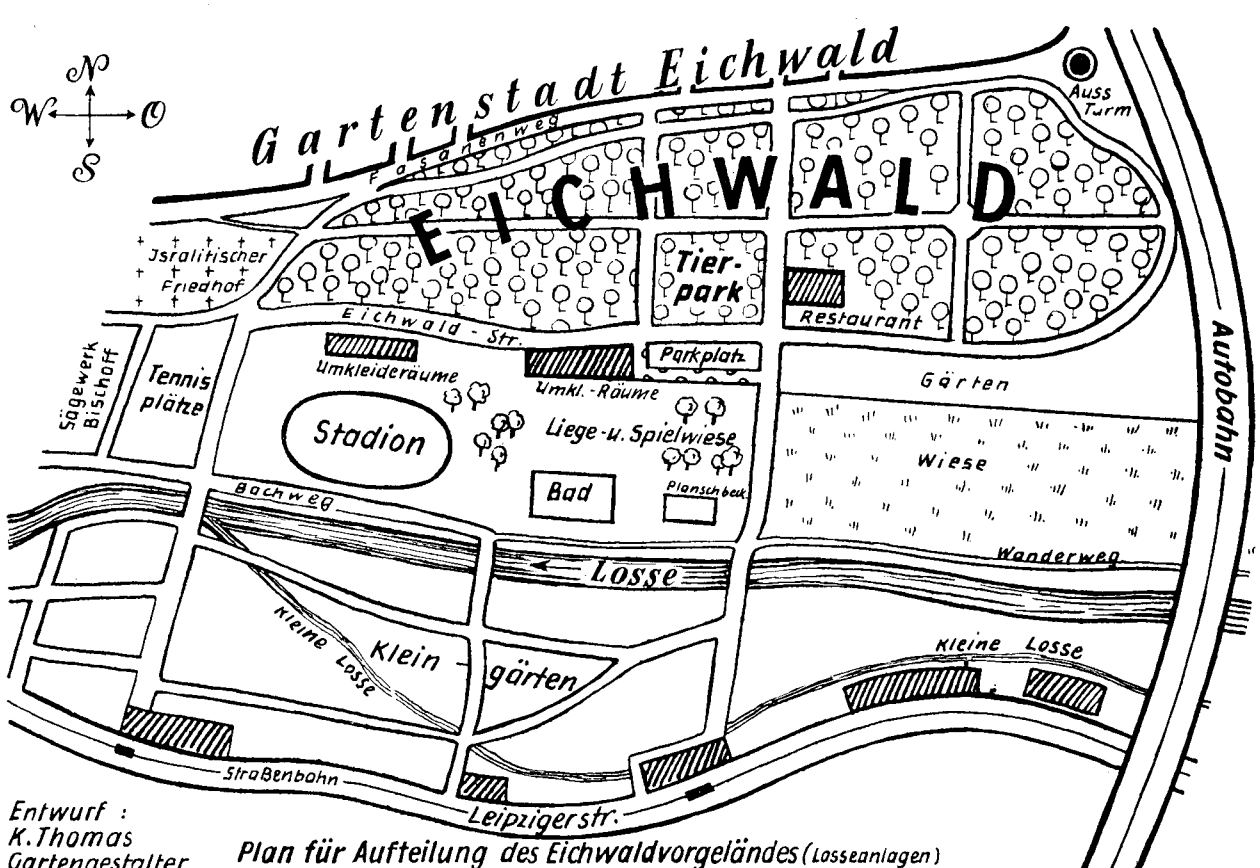 N
W O
S
Gartenstadt Eichwald
Auss
Turm
Fasanenweg
EICHWALD
Isralitischer
Friedhof
Tier-
park
Restaurant
Eichwald-Str.
Umkleideräume
Umkl.-Räume
Parkplatz
Gärten
Autobahn
Sägewerk
Bischoff
Tennis
plätze
Stadion
Liege-u. Spielwiese
Wiese
Bad
Planschbeck.
Bachweg
Losse
Wanderweg
Kleine Losse
Klein-
gärten
Kleine Losse
Straßenbahn
Leipzigerstr.
Entwurf :
K. Thomas
Gartengestalter
Plan für Aufteilung des Eichwaldvorgeländes (Losseanlagen)